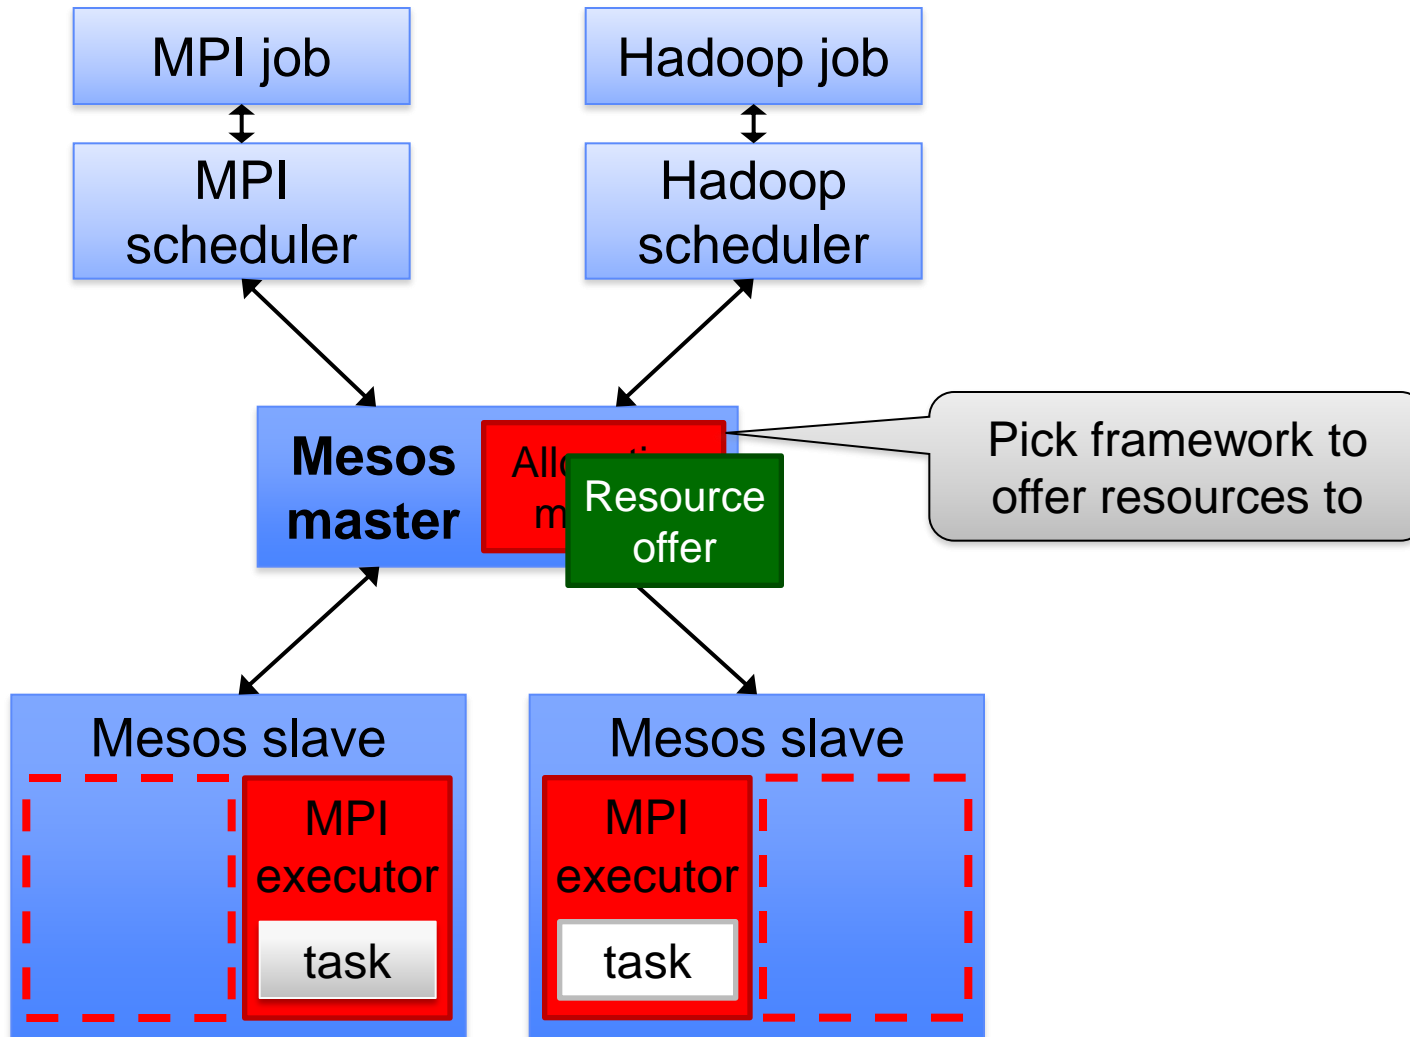 MPI job
Hadoop job
MPI
scheduler
Hadoop
scheduler
Mesos
master
Resource
offer
Pick framework to
offer resources to
Mesos slave
MPI
executor
task
Mesos slave
MPI
executor
task